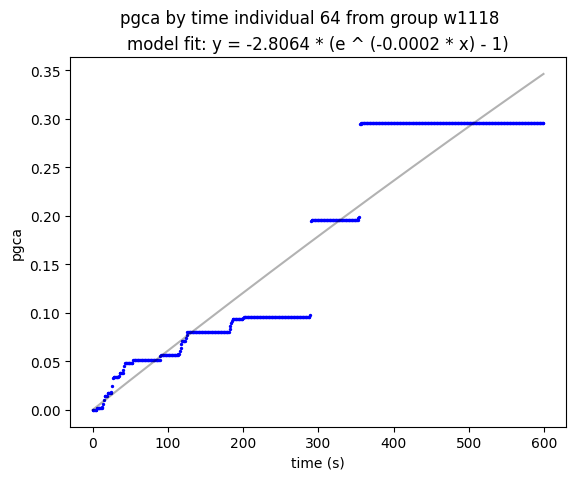 pgca by time individual 64 from group w1118
model fit: y = -2.8064 * (e ^ (-0.0002 * x) - 1)
0.35
0.30
0.25
0.20
0.15
0.10
0.05
0.00
pgca
0 100 200 300 400 500 600
time (s)